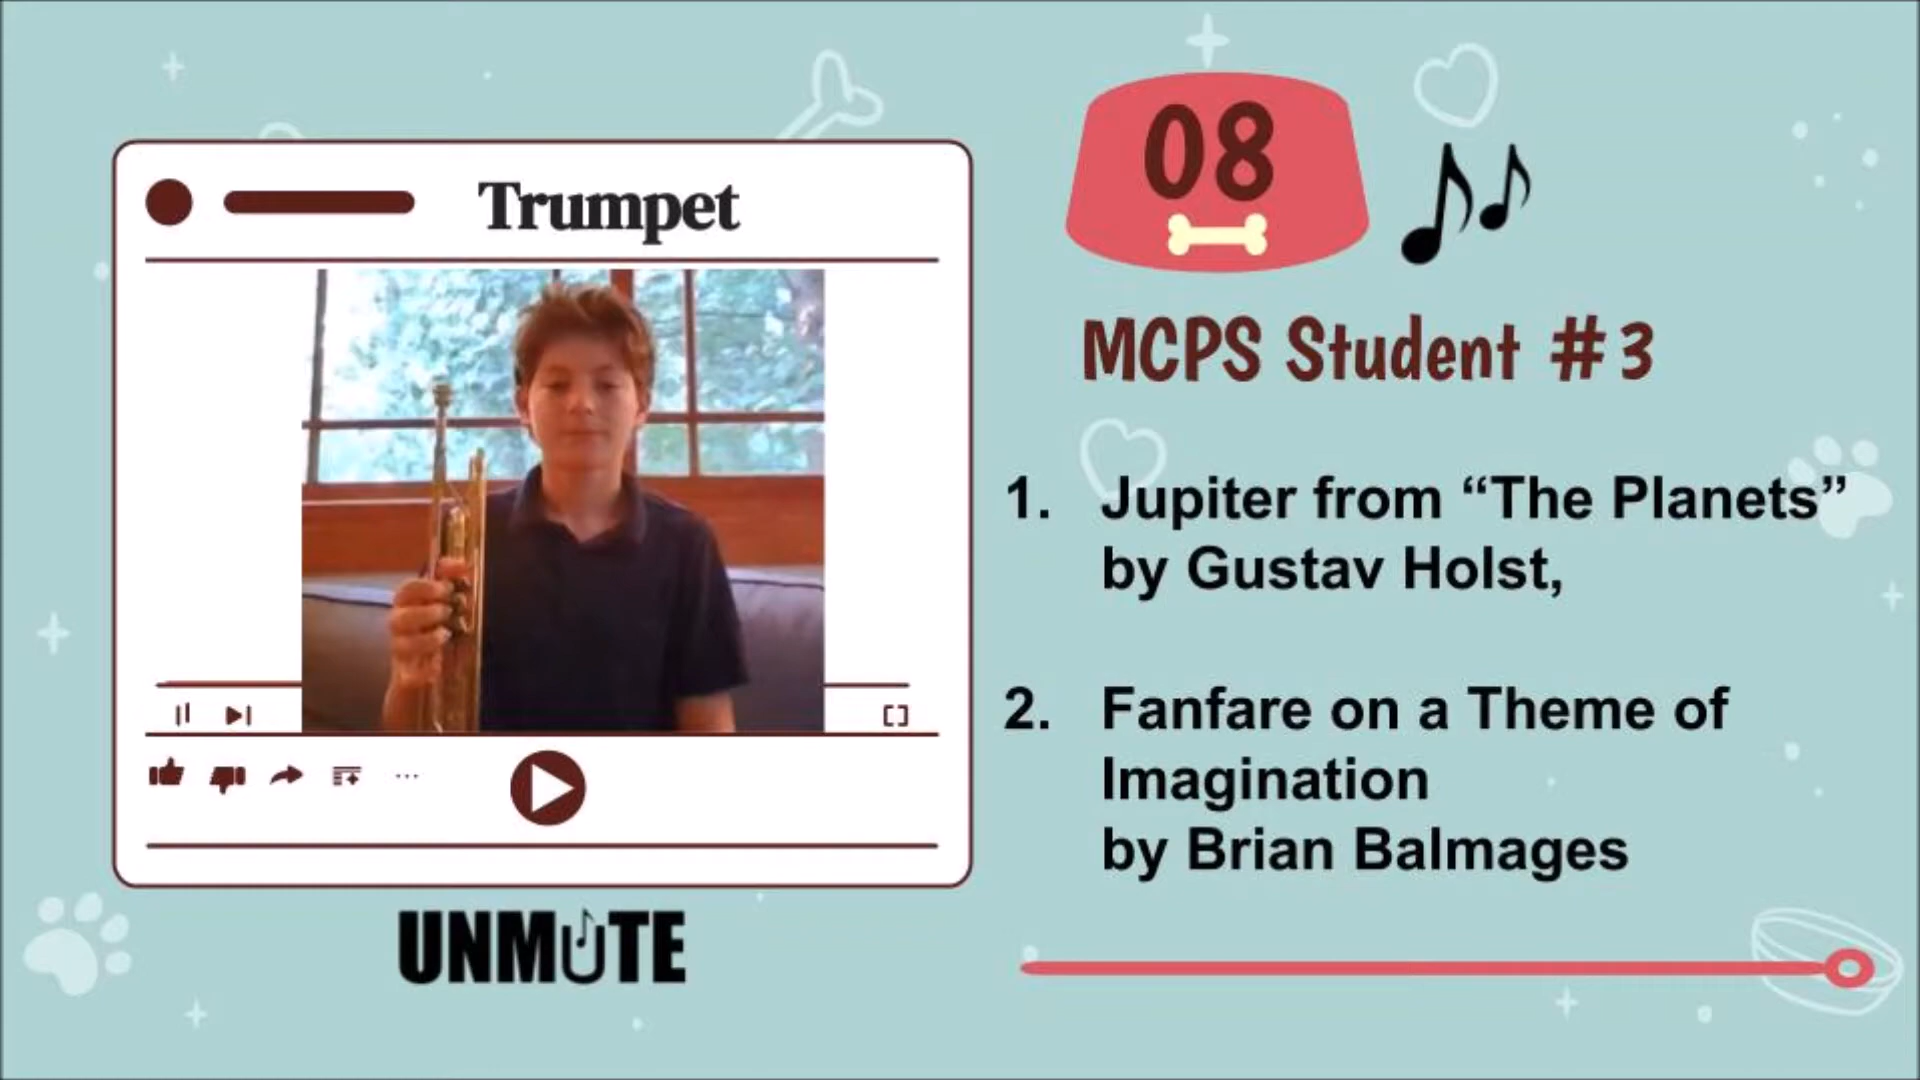 Trumpet
08
MCPS Student #3
1. Jupiter from “The Planets”
by Gustav Holst,
2. Fanfare on a Theme of
Imagination
by Brian Balmages
UNMUTE